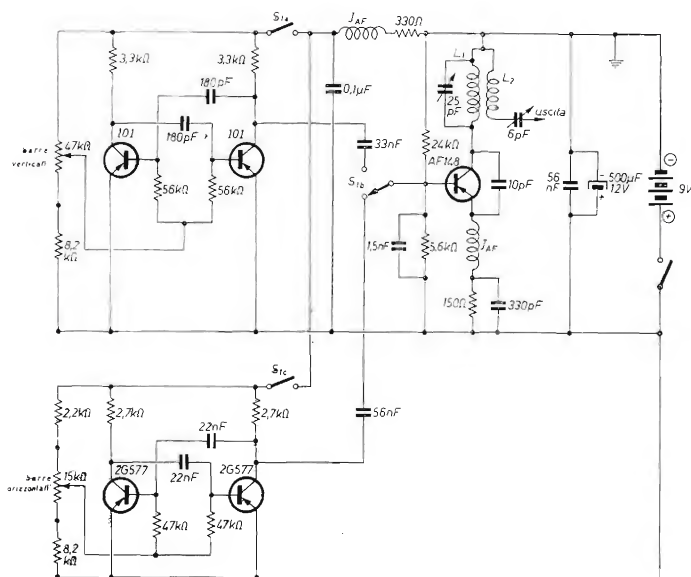 S1a
JAF
330Ω
3,3kΩ
3,3kΩ
180pF
180pF
101
101
47kΩ
barre
verticali
56kΩ
56kΩ
8,2
kΩ
0,1µF
33nF
S1b
24kΩ
AF148
L1
L2
25
pF
6pF
uscita
10pF
1,5nF
5,6kΩ
JAF
150Ω
330pF
56
nF
-
500µF
12V
+
-
9V
+
S1c
2,2kΩ
2,7kΩ
2,7kΩ
22nF
22nF
56nF
2G577
2G577
barre
orizzontali
15kΩ
47kΩ
47kΩ
8,2
kΩ